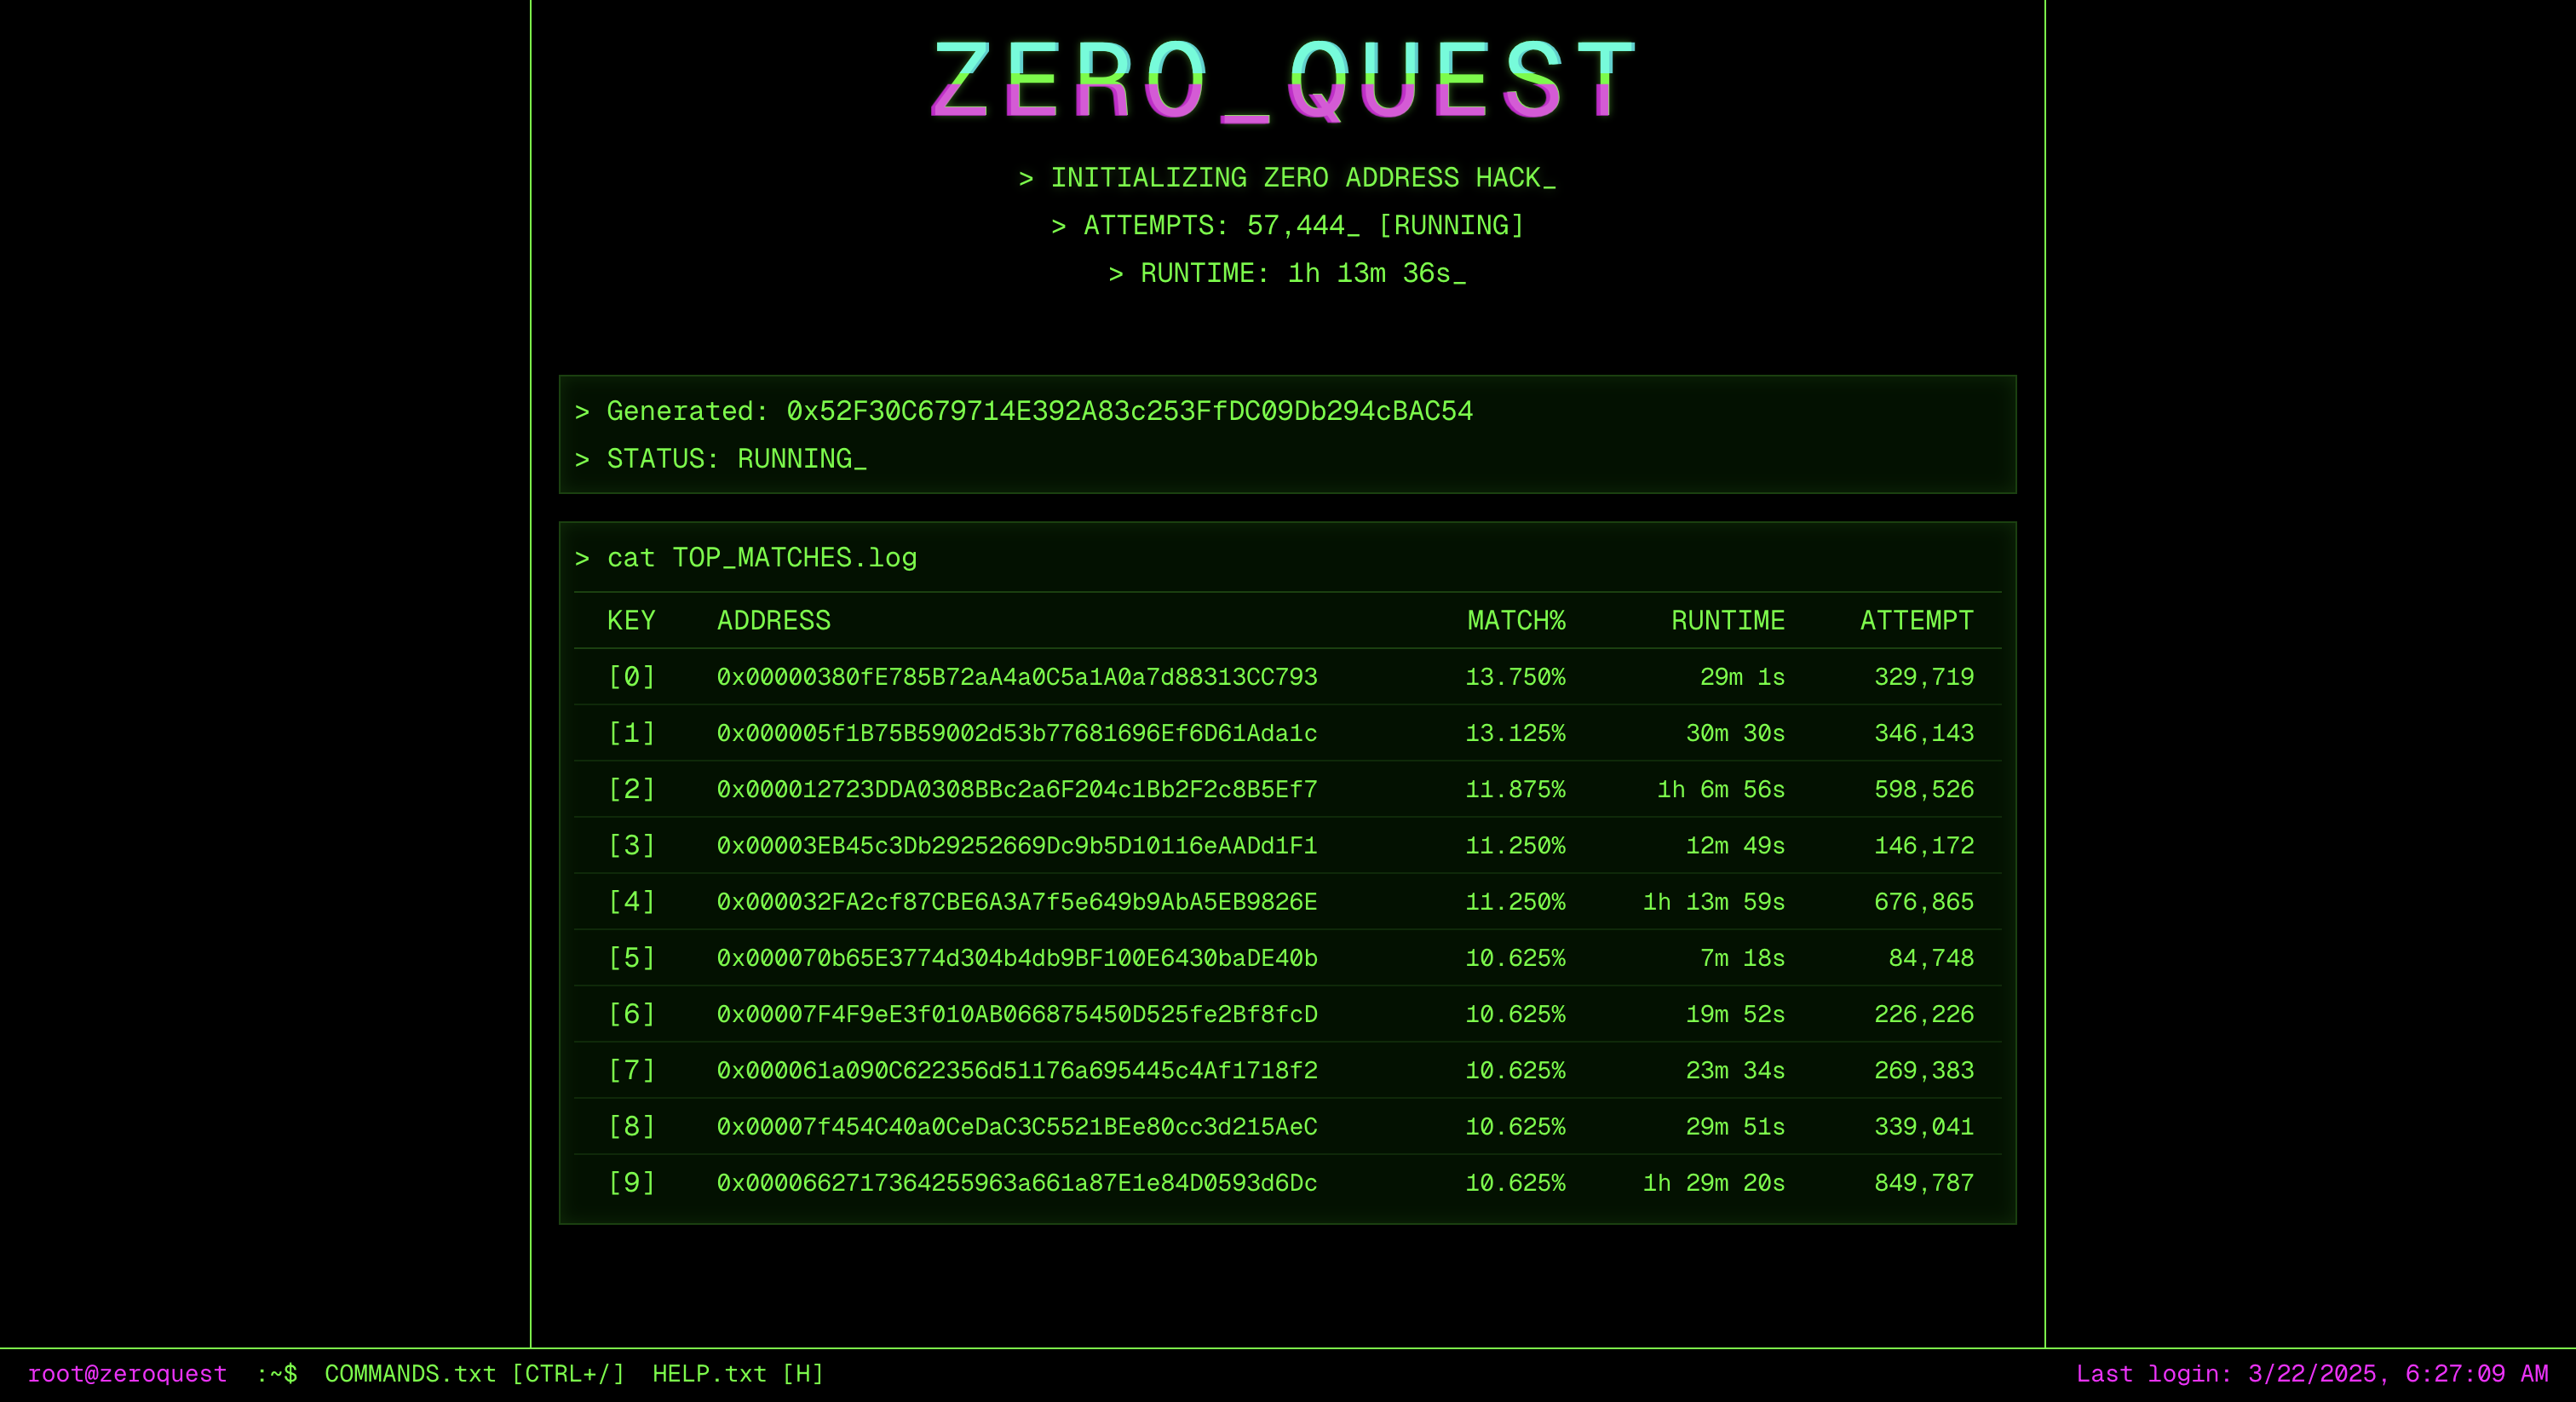 ZERO_QUEST
> INITIALIZING ZERO ADDRESS HACK_
> ATTEMPTS: 57,444_ [RUNNING]
> RUNTIME: 1h 13m 36s_
> Generated: 0x52F30C679714E392A83c253FfDC09Db294cBAC54
> STATUS: RUNNING_
> cat TOP_MATCHES.log
KEY ADDRESS MATCH% RUNTIME ATTEMPT
[0] 0x00000380fE785B72aA4a0C5a1A0a7d88313CC793 13.750% 29m 1s 329,719
[1] 0x000005f1B75B59002d53b77681696Ef6D61Ada1c 13.125% 30m 30s 346,143
[2] 0x000012723DDA0308BBc2a6F204c1Bb2F2c8B5Ef7 11.875% 1h 6m 56s 598,526
[3] 0x00003EB45c3Db29252669Dc9b5D10116eAADd1F1 11.250% 12m 49s 146,172
[4] 0x000032FA2cf87CBE6A3A7f5e649b9AbA5EB9826E 11.250% 1h 13m 59s 676,865
[5] 0x000070b65E3774d304b4db9BF100E6430baDE40b 10.625% 7m 18s 84,748
[6] 0x00007F4F9eE3f010AB066875450D525fe2Bf8fcD 10.625% 19m 52s 226,226
[7] 0x000061a090C622356d51176a695445c4Af1718f2 10.625% 23m 34s 269,383
[8] 0x00007f454C40a0CeDaC3C5521BEe80cc3d215AeC 10.625% 29m 51s 339,041
[9] 0x0000662717364255963a661a87E1e84D0593d6Dc 10.625% 1h 29m 20s 849,787
root@zeroquest :~$ COMMANDS.txt [CTRL+/] HELP.txt [H] Last login: 3/22/2025, 6:27:09 AM